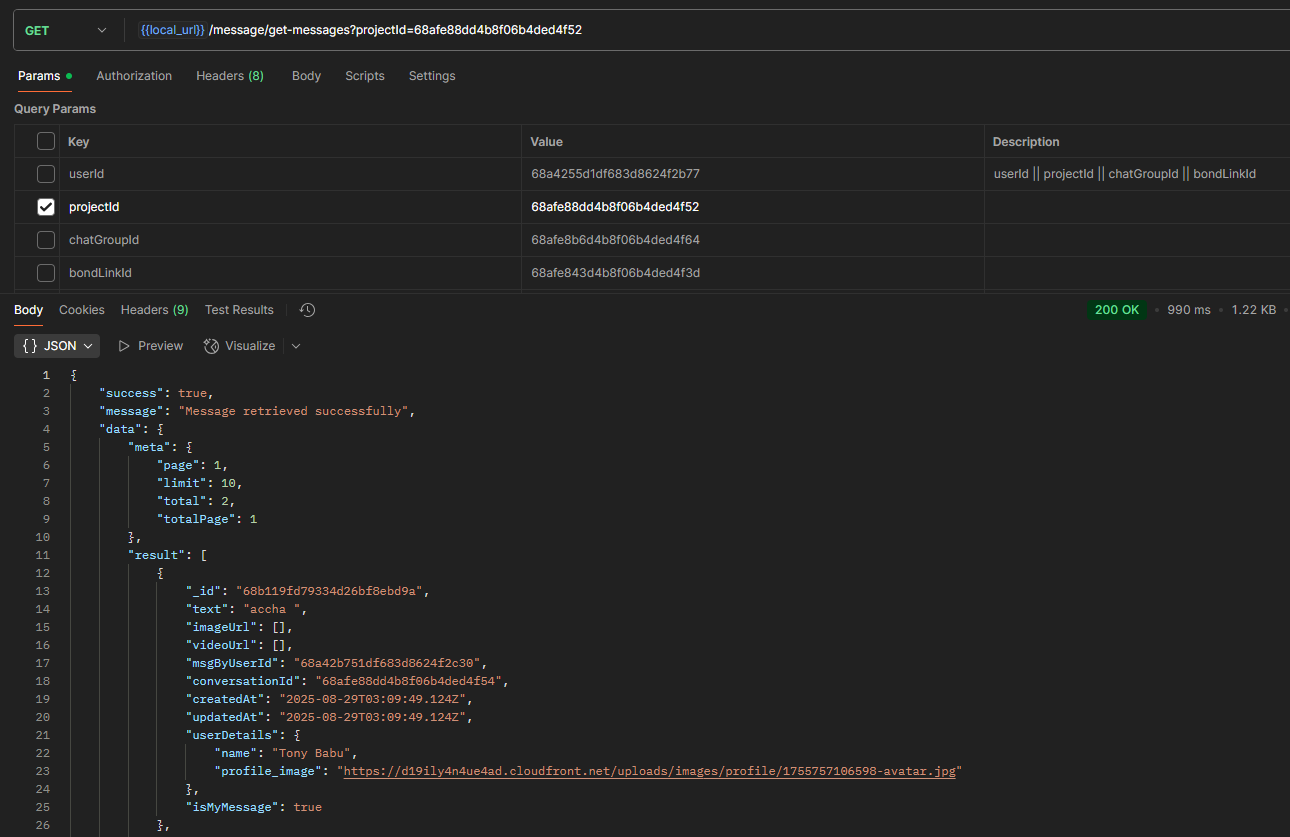 GET {{local_url}} /message/get-messages?projectId=68afe88dd4b8f06b4ded4f52
Params Authorization Headers (8) Body Scripts Settings
Query Params
Key Value Description
userId 68a4255d1df683d8624f2b77 userId || projectId || chatGroupId || bondLinkId
projectId 68afe88dd4b8f06b4ded4f52
chatGroupId 68afe8b6d4b8f06b4ded4f64
bondLinkId 68afe843d4b8f06b4ded4f3d
Body Cookies Headers (9) Test Results 200 OK • 990 ms • 1.22 KB •
{} JSON Preview Visualize
1 {
2 "success": true,
3 "message": "Message retrieved successfully",
4 "data": {
5 "meta": {
6 "page": 1,
7 "limit": 10,
8 "total": 2,
9 "totalPage": 1
10 },
11 "result": [
12 {
13 "_id": "68b119fd79334d26bf8ebd9a",
14 "text": "accha ",
15 "imageUrl": [],
16 "videoUrl": [],
17 "msgByUserId": "68a42b751df683d8624f2c30",
18 "conversationId": "68afe88dd4b8f06b4ded4f54",
19 "createdAt": "2025-08-29T03:09:49.124Z",
20 "updatedAt": "2025-08-29T03:09:49.124Z",
21 "userDetails": {
22 "name": "Tony Babu",
23 "profile_image": "https://d19ily4n4ue4ad.cloudfront.net/uploads/images/profile/1755757106598-avatar.jpg"
24 },
25 "isMyMessage": true
26 },